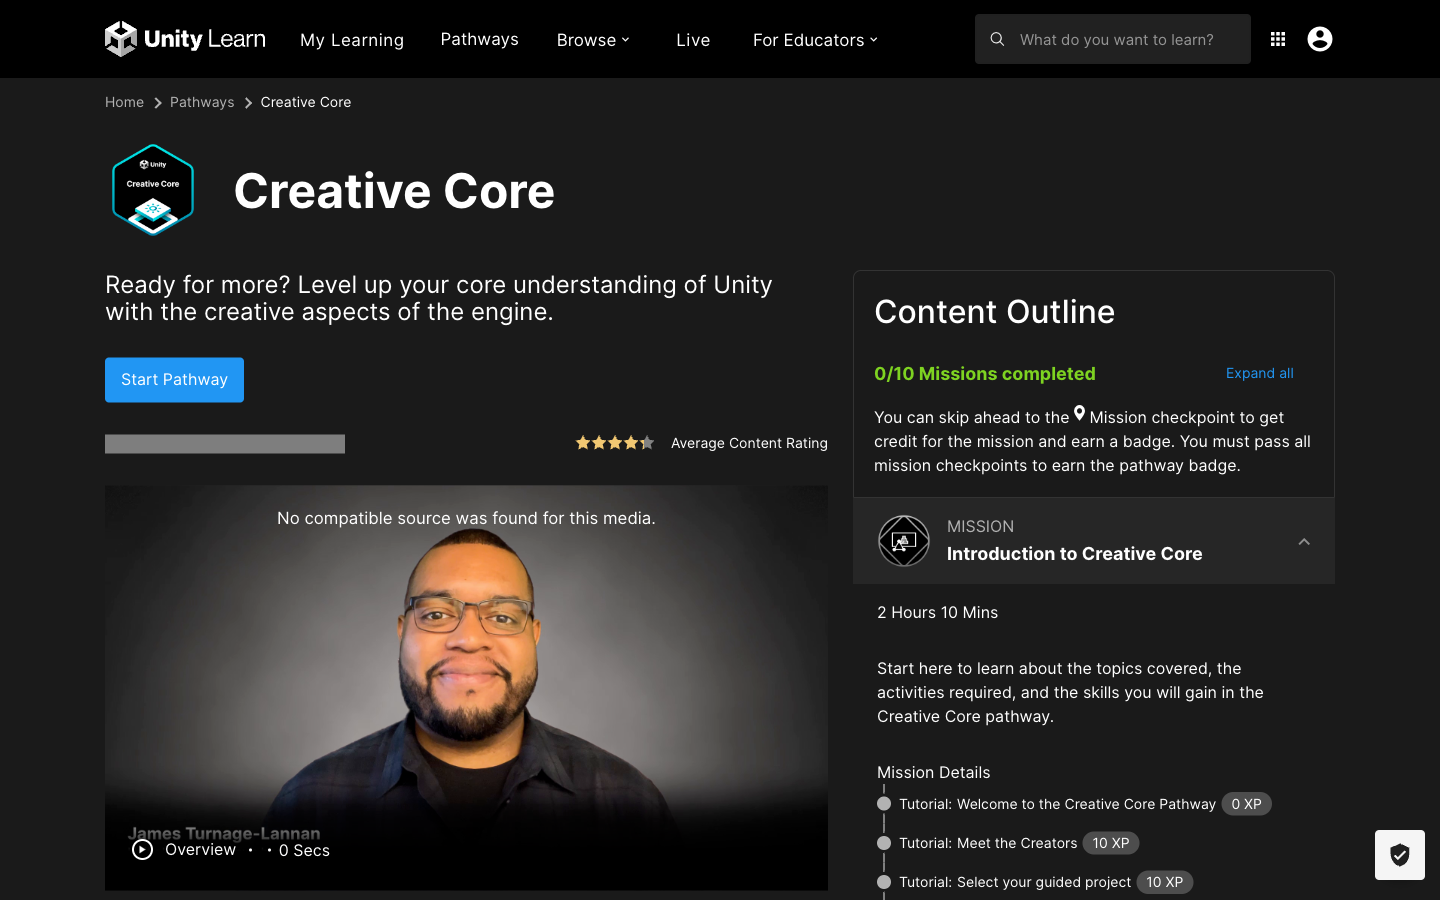 Unity Learn
My Learning
Pathways
Browse
Live
For Educators
What do you want to learn?
Home
Pathways
Creative Core
Unity
Creative Core
Creative Core
Ready for more? Level up your core understanding of Unity
with the creative aspects of the engine.
Start Pathway
Average Content Rating
No compatible source was found for this media.
James Turnage-Lannan
Overview · · 0 Secs
Content Outline
0/10 Missions completed
Expand all
You can skip ahead to the Mission checkpoint to get
credit for the mission and earn a badge. You must pass all
mission checkpoints to earn the pathway badge.
MISSION
Introduction to Creative Core
2 Hours 10 Mins
Start here to learn about the topics covered, the
activities required, and the skills you will gain in the
Creative Core pathway.
Mission Details
Tutorial: Welcome to the Creative Core Pathway 0 XP
Tutorial: Meet the Creators 10 XP
Tutorial: Select your guided project 10 XP